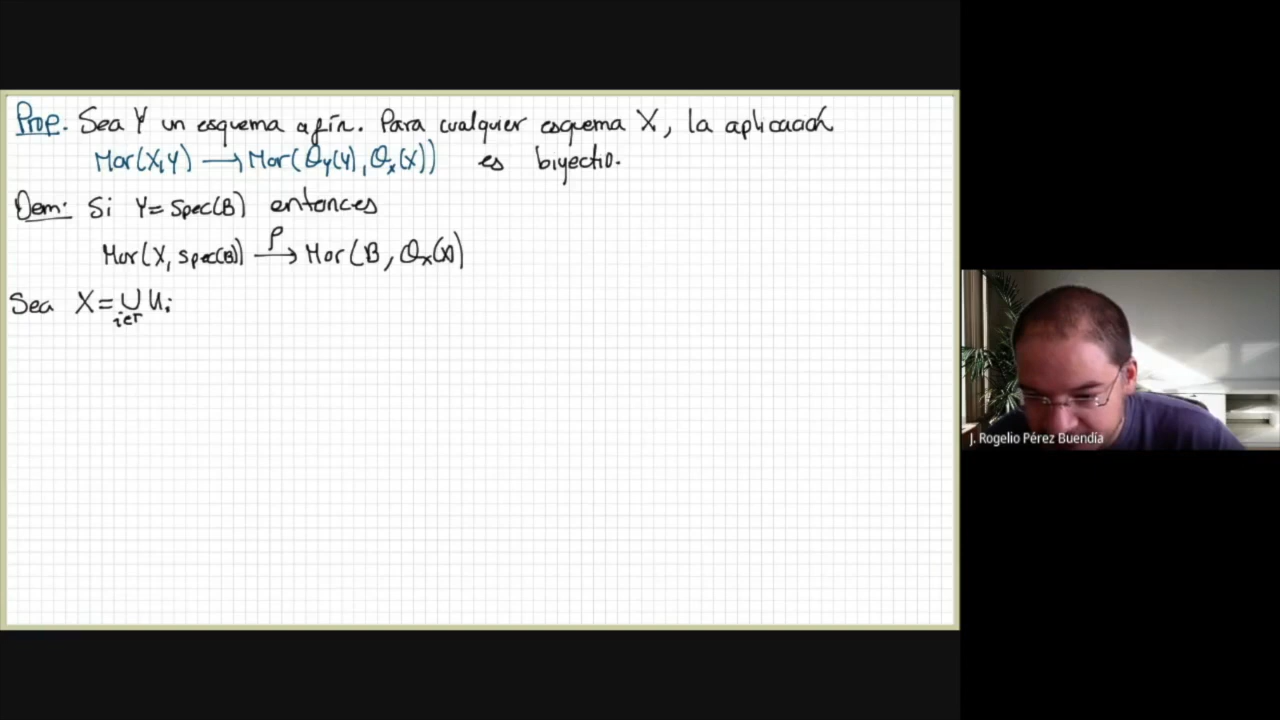 Prop. Sea Y un esquema afín. Para cualquier esquema X, la aplicación
Mor(X,Y) → Mor(O_Y(Y), O_X(X)) es biyectio.
Dem: Si Y = Spec(B) entonces
Mor(X, Spec(B)) →^ρ Mor(B, O_X(X)
Sea X = ∪_{i∈I} U_i
J. Rogelio Pérez Buendía